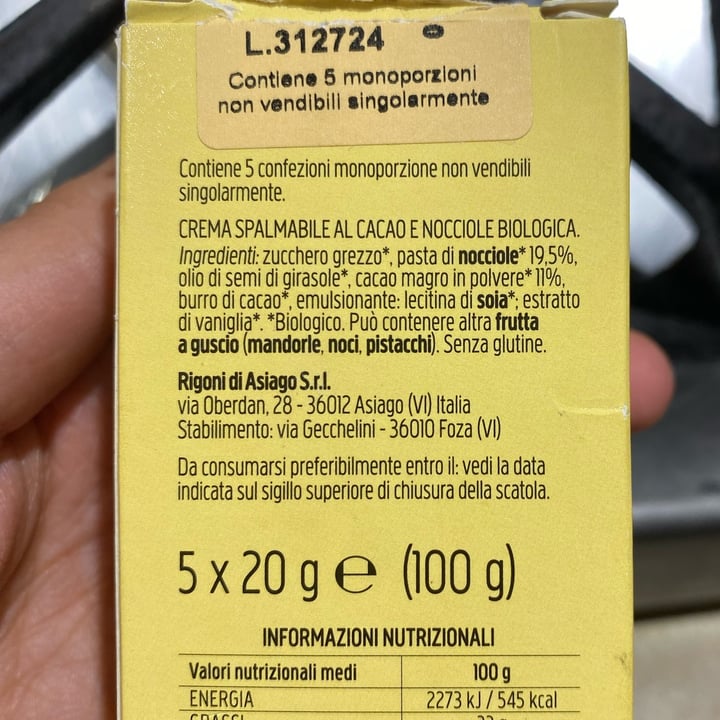 L.312724
Contiene 5 monoporzioni
non vendibili singolarmente
Contiene 5 confezioni monoporzione non vendibili
singolarmente.
CREMA SPALMABILE AL CACAO E NOCCIOLE BIOLOGICA.
Ingredienti: zucchero grezzo*, pasta di nocciole* 19,5%,
olio di semi di girasole*, cacao magro in polvere* 11%,
burro di cacao*, emulsionante: lecitina di soia*; estratto
di vaniglia*. *Biologico. Può contenere altra frutta
a guscio (mandorle, noci, pistacchi). Senza glutine.
Rigoni di Asiago S.r.l.
via Oberdan, 28 - 36012 Asiago (VI) Italia
Stabilimento: via Gecchelini - 36010 Foza (VI)
Da consumarsi preferibilmente entro il: vedi la data
indicata sul sigillo superiore di chiusura della scatola.
5 x 20 g ℮ (100 g)
INFORMAZIONI NUTRIZIONALI
Valori nutrizionali medi 100 g
ENERGIA 2273 kJ / 545 kcal
GRASSI